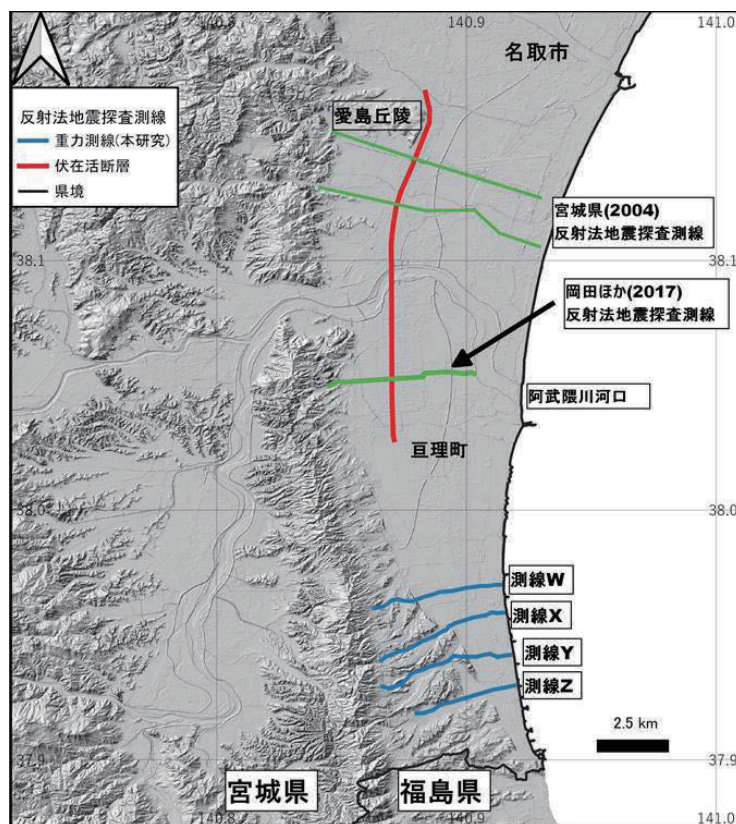 140.8
140.9
141.0
名取市
反射法地震探査測線
重力測線(本研究)
伏在活断層
県境
愛島丘陵
宮城県(2004)
反射法地震探査測線
38.1
38.1
岡田ほか(2017)
反射法地震探査測線
阿武隈川河口
亘理町
38.0
38.0
測線W
測線X
測線Y
測線Z
2.5 km
37.9
37.9
宮城県
福島県
140.8
140.9
141.0